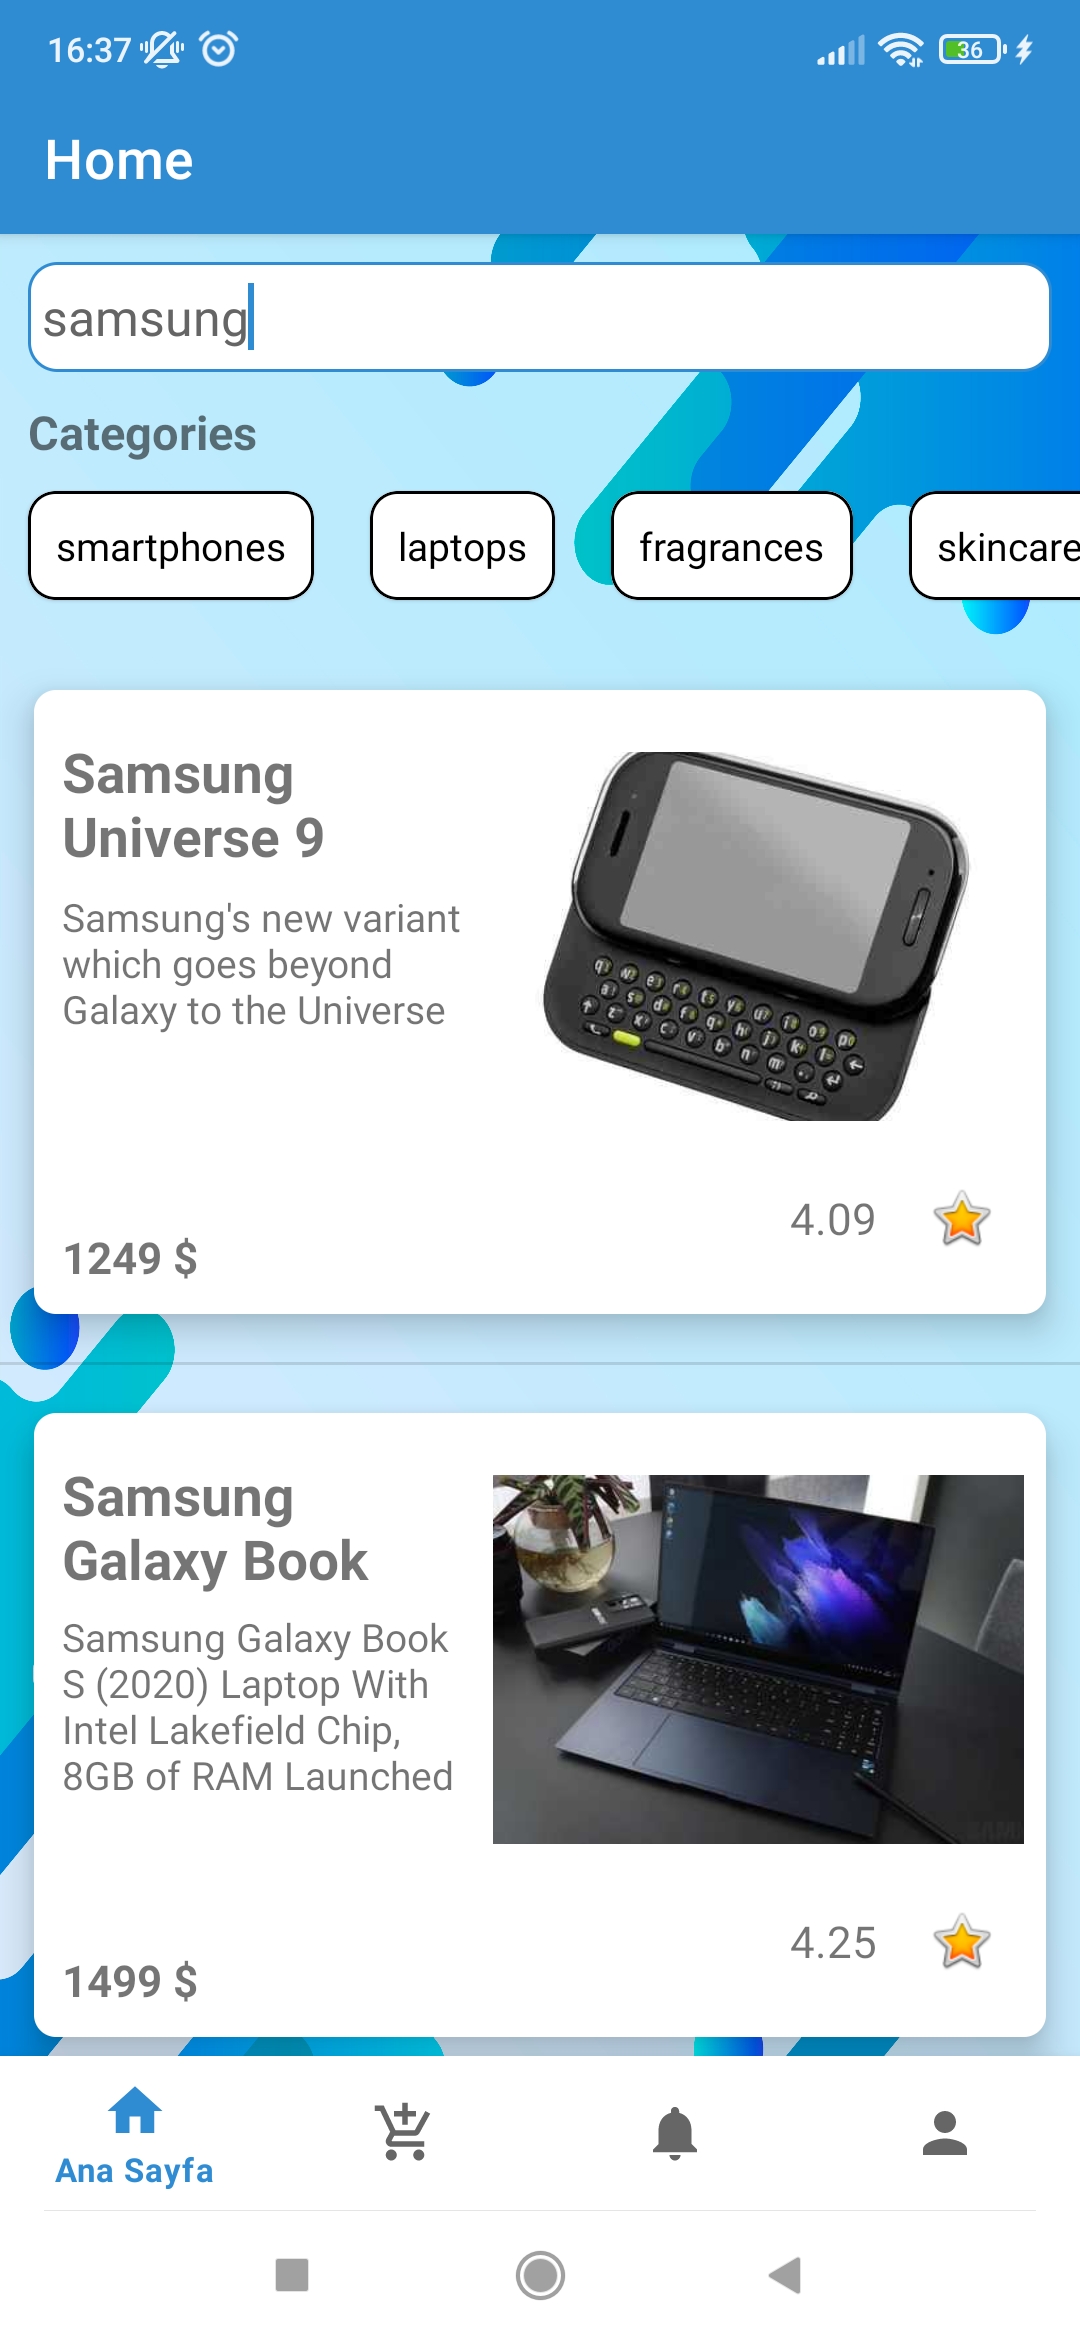 16:37
36
Home
samsung
Categories
smartphones
laptops
fragrances
skincare
Samsung
Universe 9
Samsung's new variant
which goes beyond
Galaxy to the Universe
4.09
1249 $
Samsung
Galaxy Book
Samsung Galaxy Book
S (2020) Laptop With
Intel Lakefield Chip,
8GB of RAM Launched
4.25
1499 $
Ana Sayfa